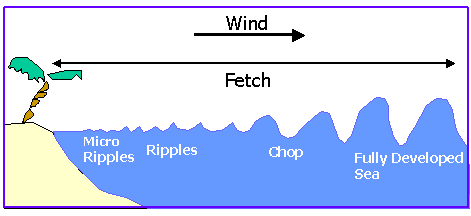 Wind
Fetch
Micro
Ripples
Ripples
Chop
Fully Developed
Sea